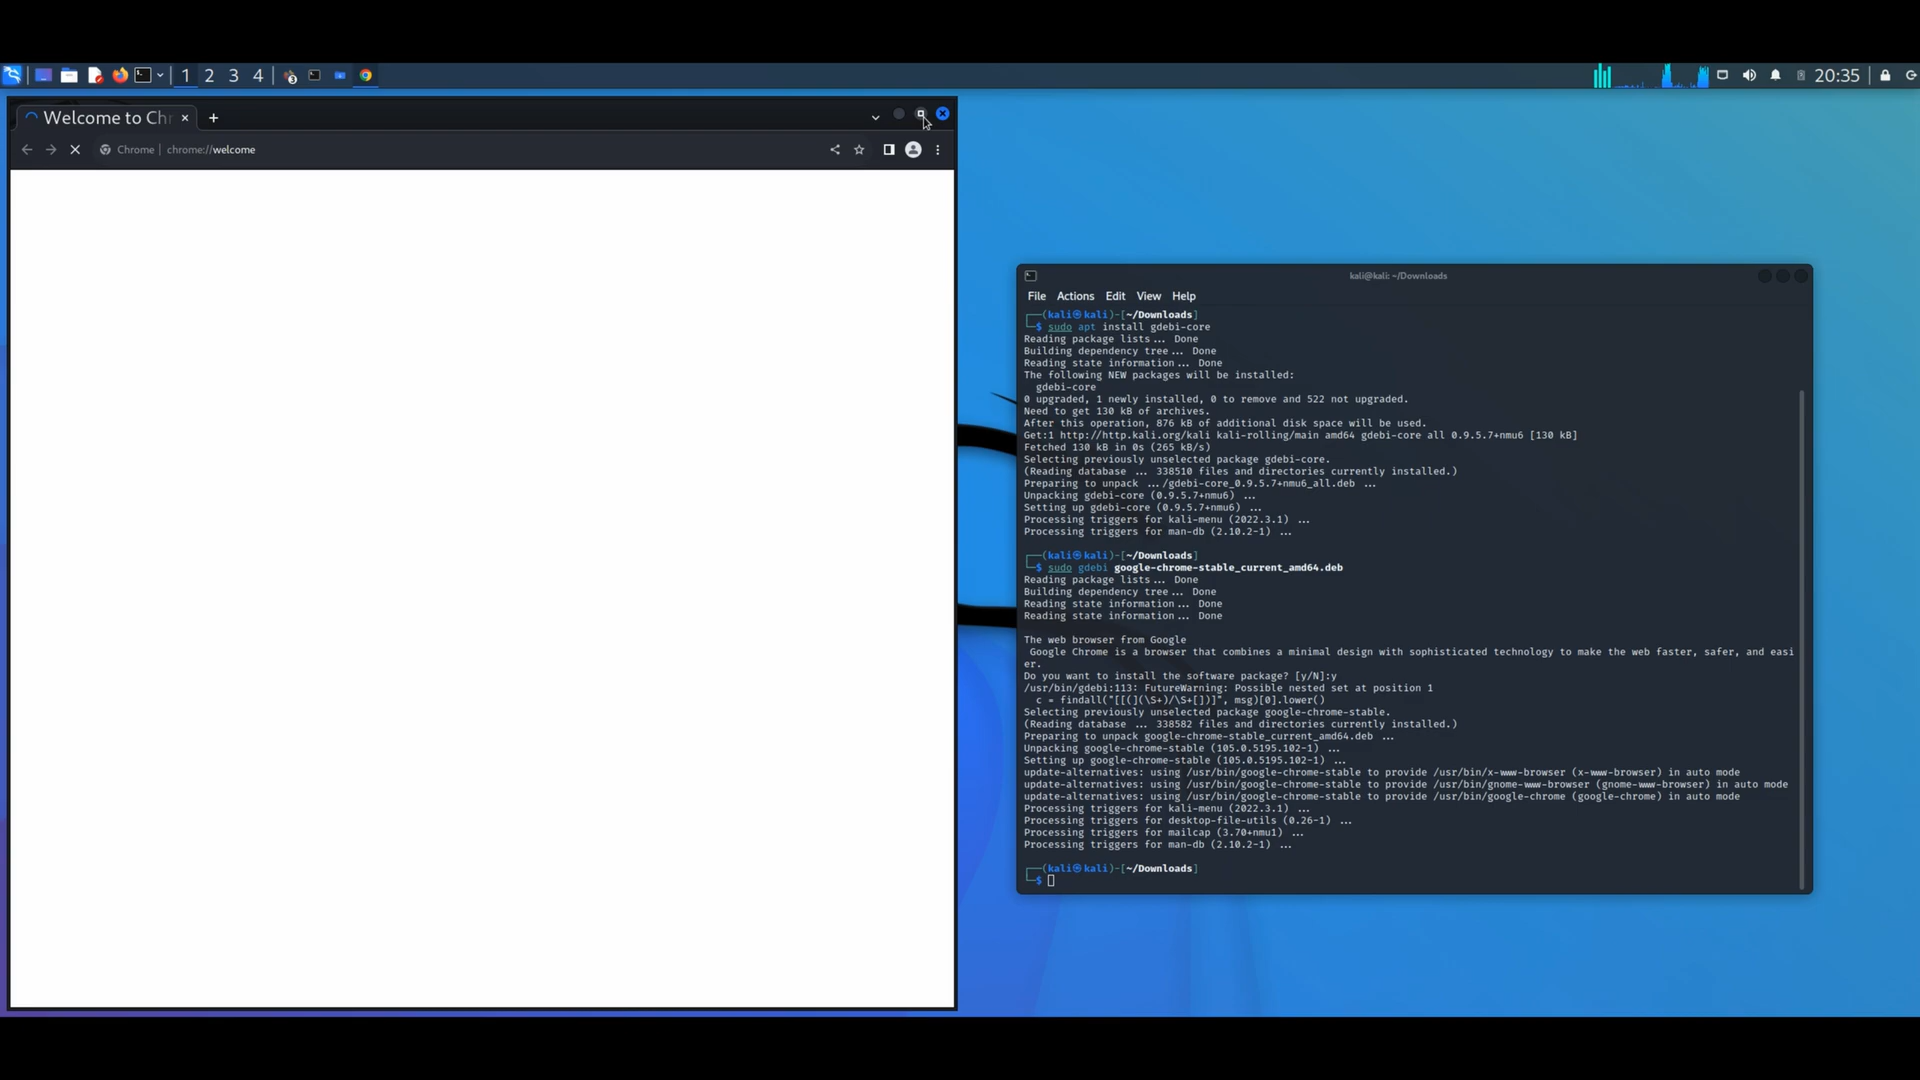 1 2 3 4
20:35
Welcome to Chr
Chrome | chrome://welcome
kali@kali: ~/Downloads
File Actions Edit View Help
┌──(kali㉿kali)-[~/Downloads]
└─$ sudo apt install gdebi-core
Reading package lists... Done
Building dependency tree... Done
Reading state information... Done
The following NEW packages will be installed:
gdebi-core
0 upgraded, 1 newly installed, 0 to remove and 522 not upgraded.
Need to get 130 kB of archives.
After this operation, 876 kB of additional disk space will be used.
Get:1 http://http.kali.org/kali kali-rolling/main amd64 gdebi-core all 0.9.5.7+nmu6 [130 kB]
Fetched 130 kB in 0s (265 kB/s)
Selecting previously unselected package gdebi-core.
(Reading database ... 338510 files and directories currently installed.)
Preparing to unpack .../gdebi-core_0.9.5.7+nmu6_all.deb ...
Unpacking gdebi-core (0.9.5.7+nmu6) ...
Setting up gdebi-core (0.9.5.7+nmu6) ...
Processing triggers for kali-menu (2022.3.1) ...
Processing triggers for man-db (2.10.2-1) ...
┌──(kali㉿kali)-[~/Downloads]
└─$ sudo gdebi google-chrome-stable_current_amd64.deb
Reading package lists... Done
Building dependency tree... Done
Reading state information... Done
Reading state information... Done
The web browser from Google
Google Chrome is a browser that combines a minimal design with sophisticated technology to make the web faster, safer, and easi
er.
Do you want to install the software package? [y/N]:y
/usr/bin/gdebi:113: FutureWarning: Possible nested set at position 1
c = findall("[[(](\S+)/\S+[])]", msg)[0].lower()
Selecting previously unselected package google-chrome-stable.
(Reading database ... 338582 files and directories currently installed.)
Preparing to unpack google-chrome-stable_current_amd64.deb ...
Unpacking google-chrome-stable (105.0.5195.102-1) ...
Setting up google-chrome-stable (105.0.5195.102-1) ...
update-alternatives: using /usr/bin/google-chrome-stable to provide /usr/bin/x-www-browser (x-www-browser) in auto mode
update-alternatives: using /usr/bin/google-chrome-stable to provide /usr/bin/gnome-www-browser (gnome-www-browser) in auto mode
update-alternatives: using /usr/bin/google-chrome-stable to provide /usr/bin/google-chrome (google-chrome) in auto mode
Processing triggers for kali-menu (2022.3.1) ...
Processing triggers for desktop-file-utils (0.26-1) ...
Processing triggers for mailcap (3.70+nmu1) ...
Processing triggers for man-db (2.10.2-1) ...
┌──(kali㉿kali)-[~/Downloads]
└─$